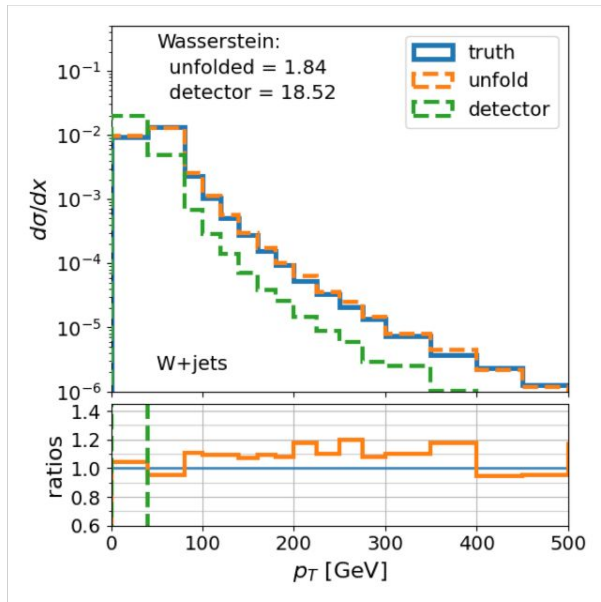 Wasserstein:
unfolded = 1.84
detector = 18.52
truth
unfold
detector
10⁻¹
10⁻²
10⁻³
10⁻⁴
10⁻⁵
10⁻⁶
dσ/dx
W+jets
1.4
1.2
1.0
0.8
0.6
ratios
0 100 200 300 400 500
p_T [GeV]